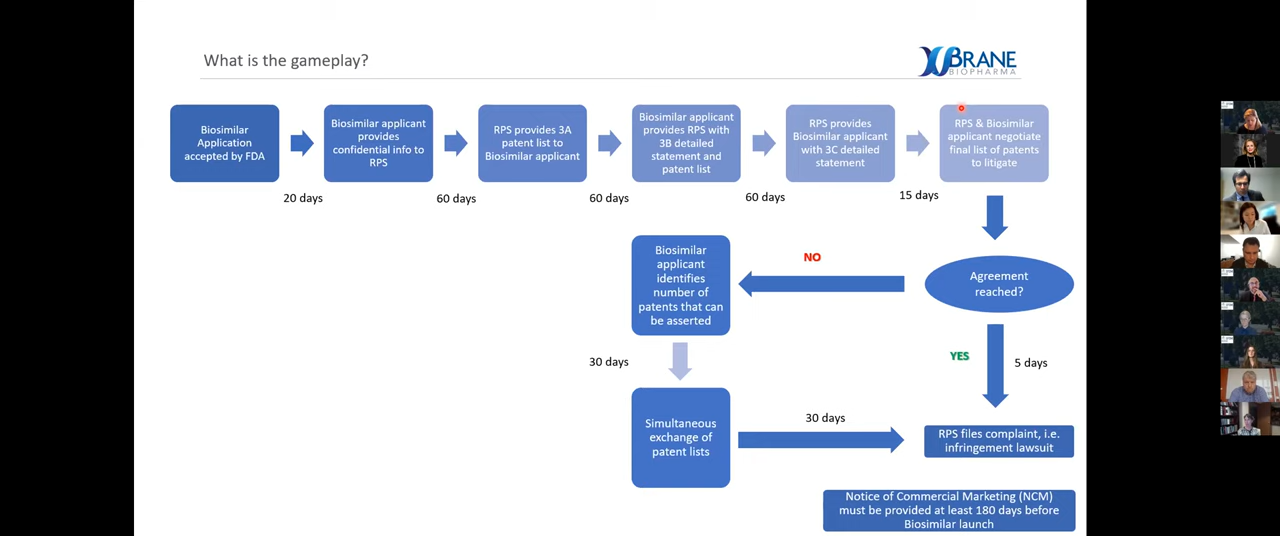 What is the gameplay?
XBRANE
BIOPHARMA
Biosimilar
Application
accepted by FDA
Biosimilar applicant
provides
confidential info to
RPS
RPS provides 3A
patent list to
Biosimilar applicant
Biosimilar applicant
provides RPS with
3B detailed
statement and
patent list
RPS provides
Biosimilar applicant
with 3C detailed
statement
RPS & Biosimilar
applicant negotiate
final list of patents
to litigate
20 days
60 days
60 days
60 days
15 days
Agreement
reached?
NO
Biosimilar
applicant
identifies
number of
patents that can
be asserted
YES
5 days
30 days
Simultaneous
exchange of
patent lists
30 days
RPS files complaint, i.e.
infringement lawsuit
Notice of Commercial Marketing (NCM)
must be provided at least 180 days before
Biosimilar launch